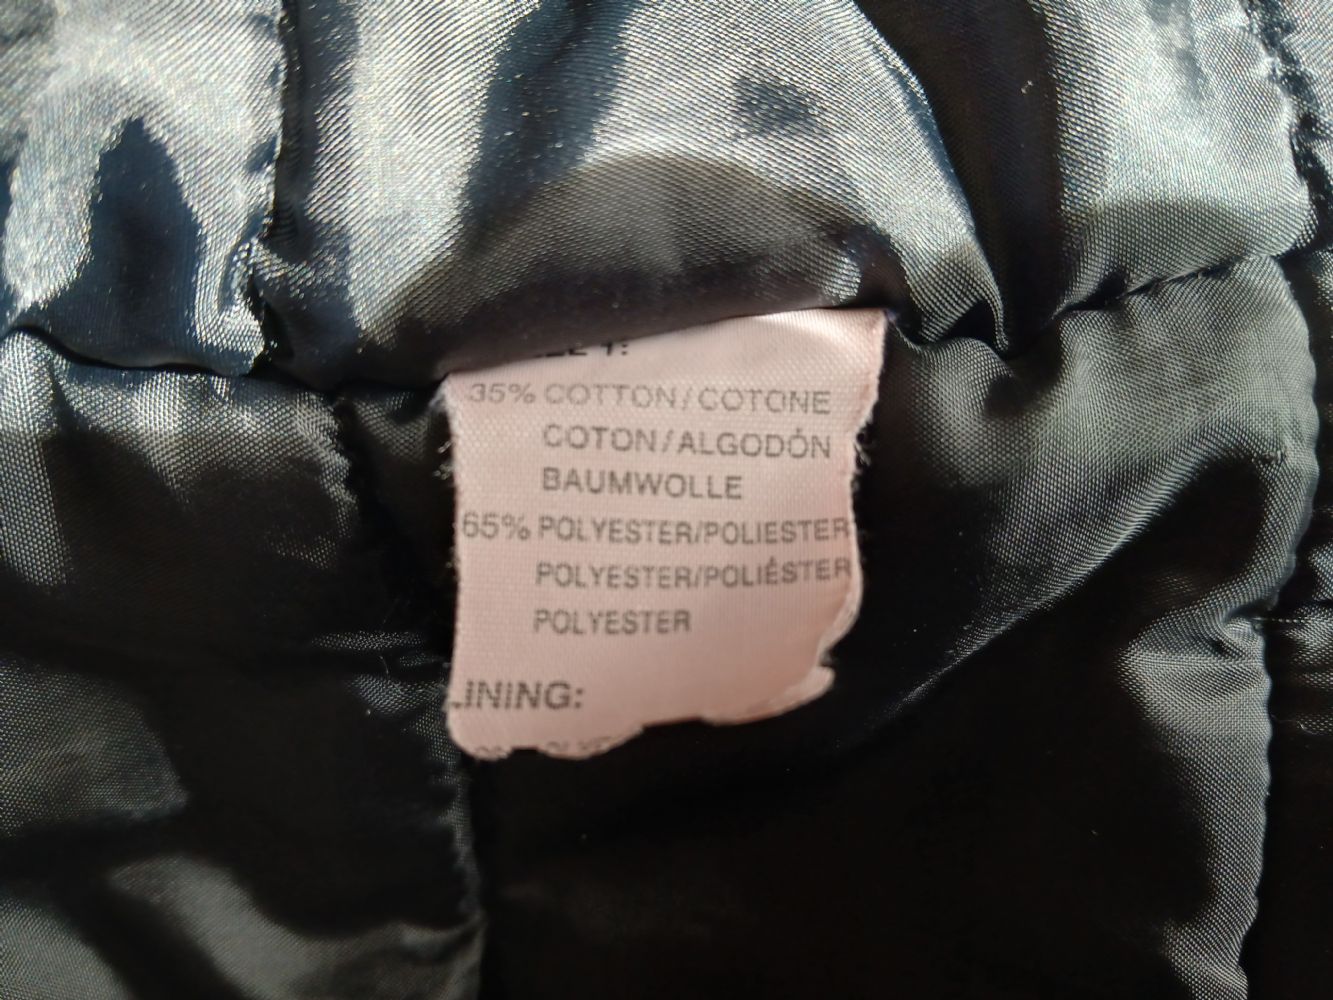 35% COTTON/COTONE
COTON/ALGODÓN
BAUMWOLLE
65% POLYESTER/POLIESTER
POLYESTER/POLIÉSTER
POLYESTER
LINING: